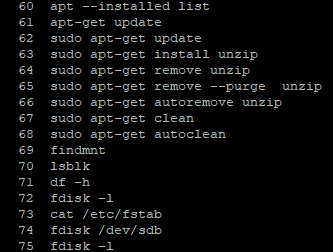 60 apt --installed list
61 apt-get update
62 sudo apt-get update
63 sudo apt-get install unzip
64 sudo apt-get remove unzip
65 sudo apt-get remove --purge  unzip
66 sudo apt-get autoremove unzip
67 sudo apt-get clean
68 sudo apt-get autoclean
69 findmnt
70 lsblk
71 df -h
72 fdisk -l
73 cat /etc/fstab
74 fdisk /dev/sdb
75 fdisk -l